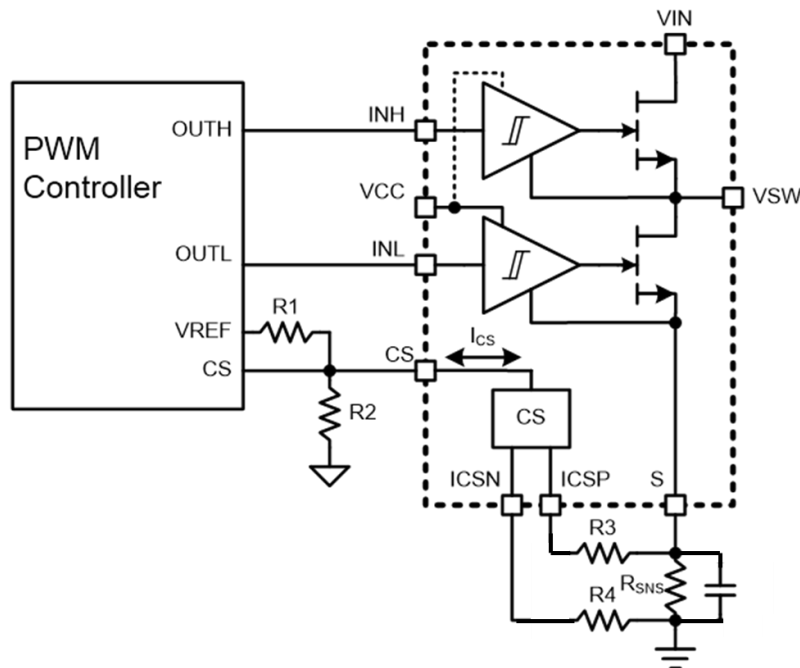 VIN
OUTH
INH
PWM
Controller
VCC
VSW
OUTL
INL
R1
VREF
CS
CS
ICS
R2
CS
ICSN
ICSP
S
R3
RSNS
R4